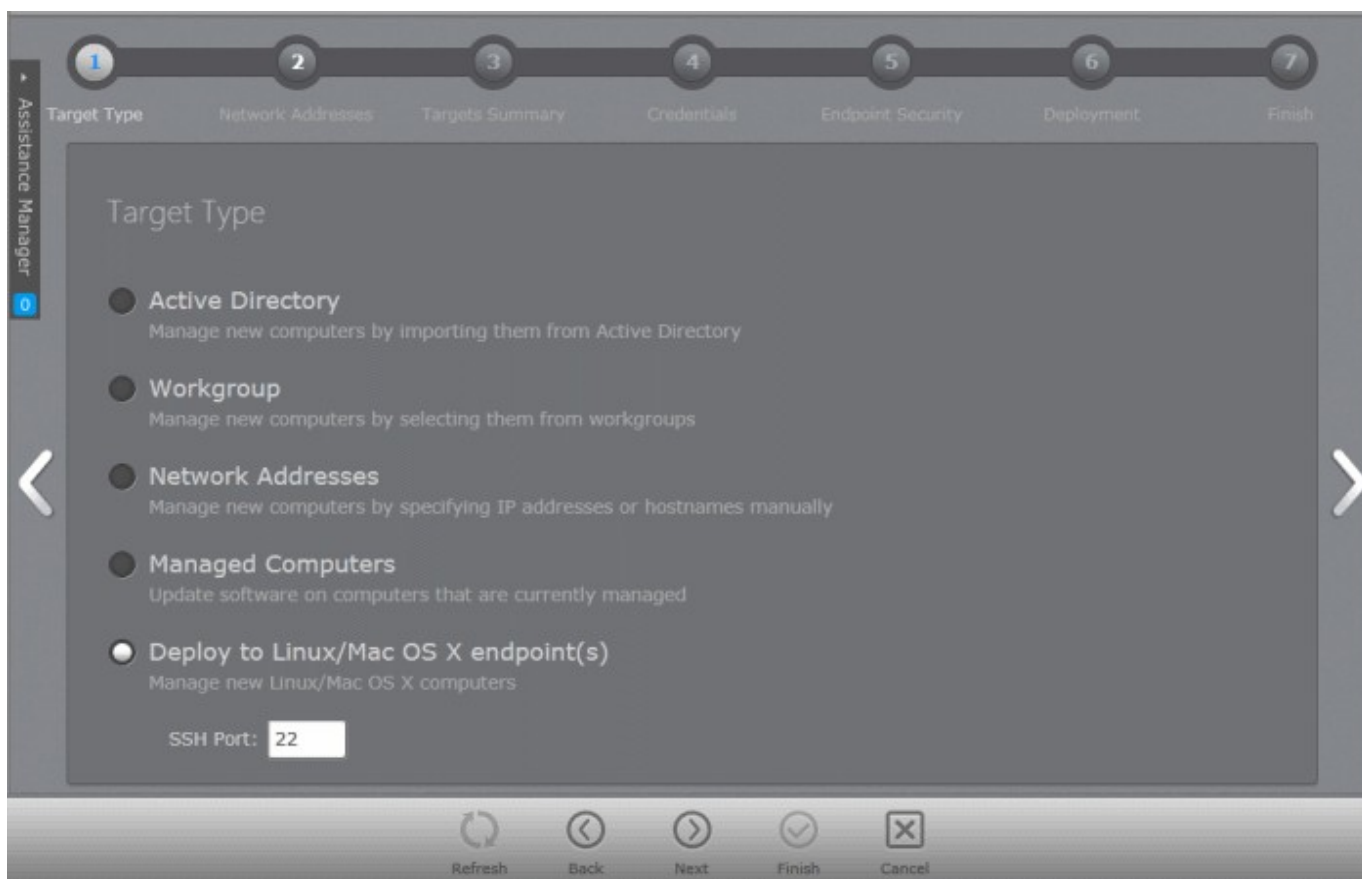 1 2 3 4 5 6 7
Target Type Network Addresses Targets Summary Credentials Endpoint Security Deployment Finish
Assistance Manager
0
Target Type
Active Directory
Manage new computers by importing them from Active Directory
Workgroup
Manage new computers by selecting them from workgroups
Network Addresses
Manage new computers by specifying IP addresses or hostnames manually
Managed Computers
Update software on computers that are currently managed
Deploy to Linux/Mac OS X endpoint(s)
Manage new Linux/Mac OS X computers
SSH Port: 22
Refresh Back Next Finish Cancel